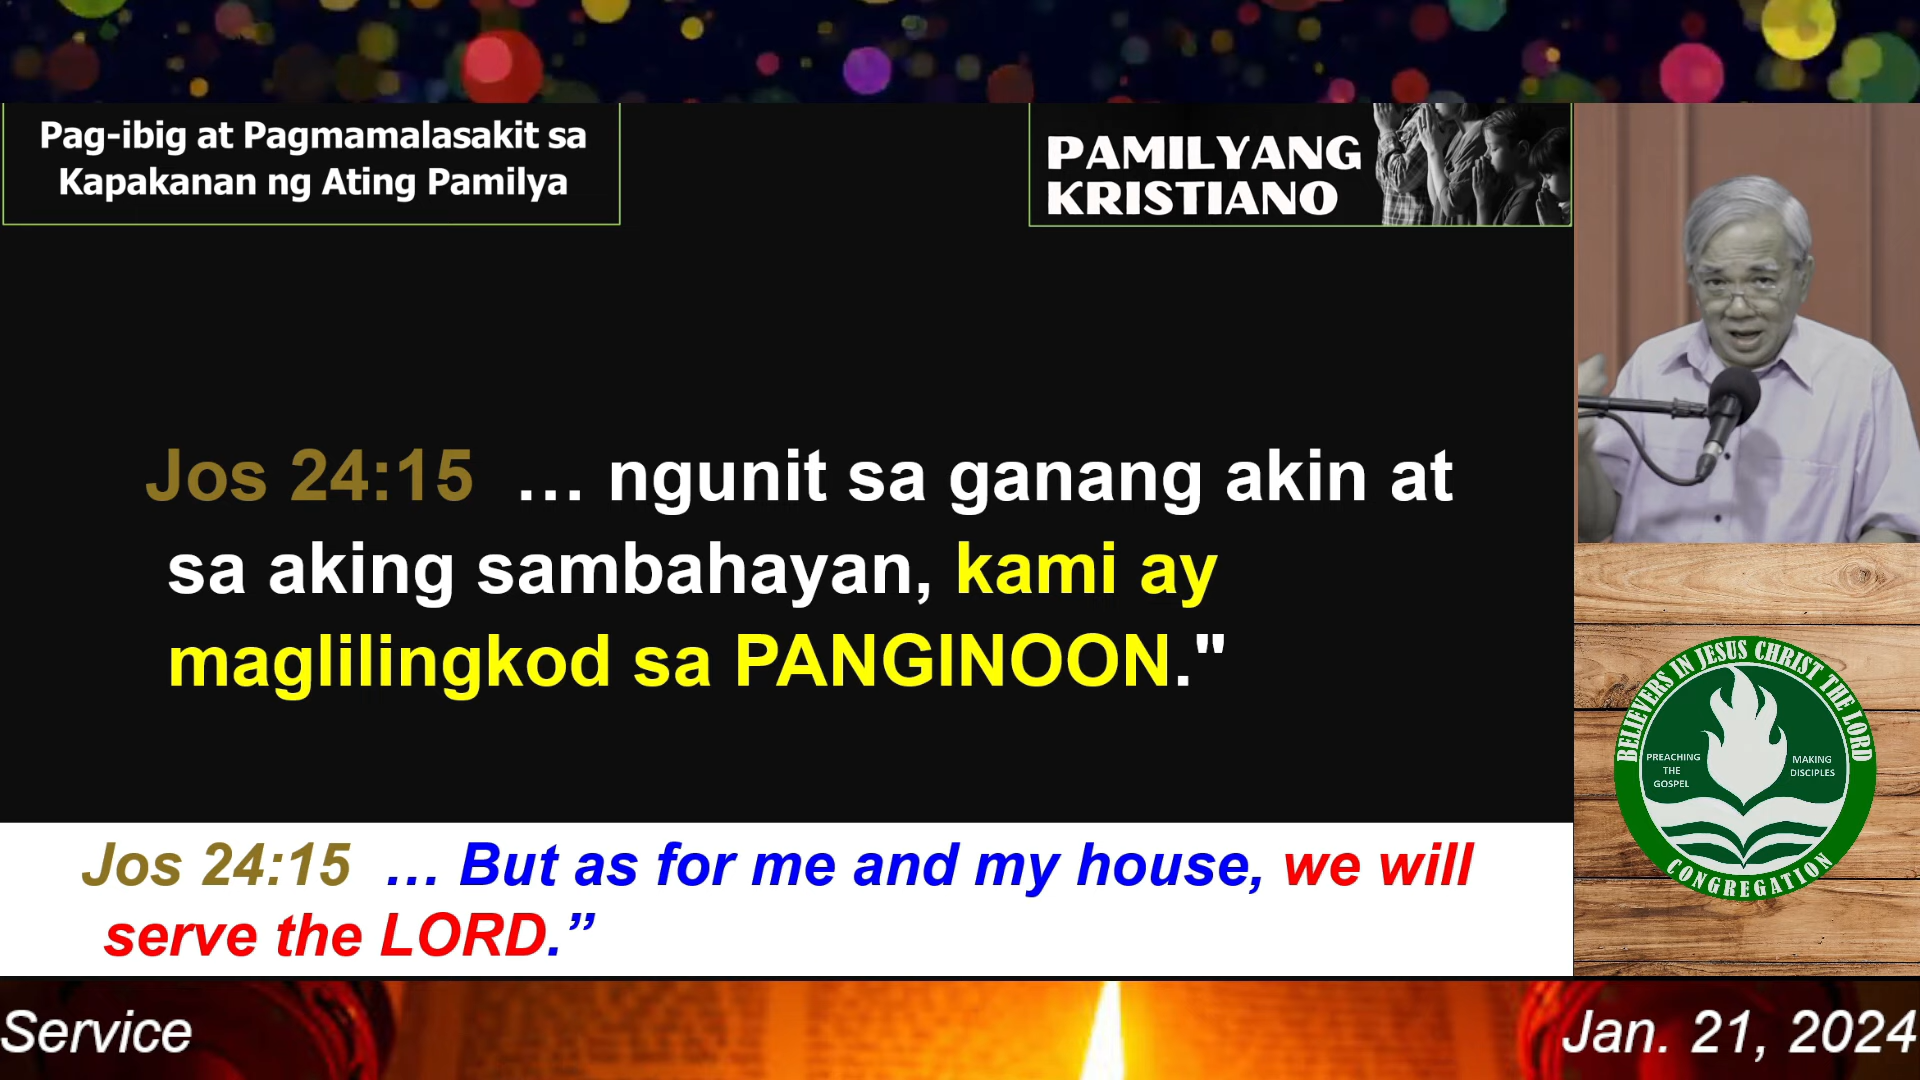 Pag-ibig at Pagmamalasakit sa
Kapakanan ng Ating Pamilya
PAMILYANG
KRISTIANO
Jos 24:15 … ngunit sa ganang akin at
sa aking sambahayan, kami ay
maglilingkod sa PANGINOON."
Jos 24:15 … But as for me and my house, we will
serve the LORD.”
BELIEVERS IN JESUS CHRIST THE LORD
PREACHING
THE
GOSPEL
MAKING
DISCIPLES
CONGREGATION
Service
Jan. 21, 2024